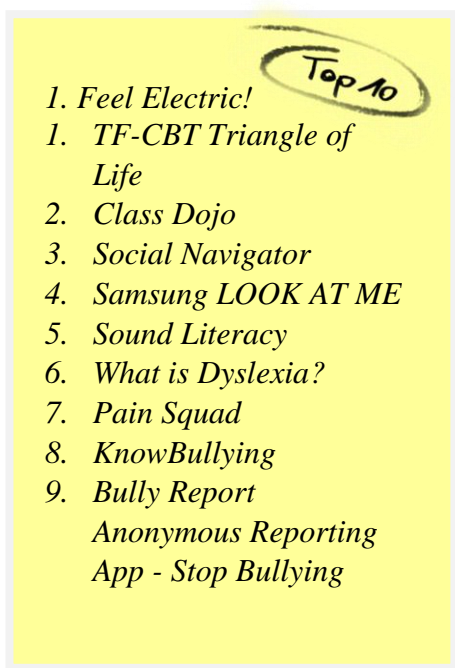 Top 10
1. Feel Electric!
1. TF-CBT Triangle of
Life
2. Class Dojo
3. Social Navigator
4. Samsung LOOK AT ME
5. Sound Literacy
6. What is Dyslexia?
7. Pain Squad
8. KnowBullying
9. Bully Report
Anonymous Reporting
App - Stop Bullying